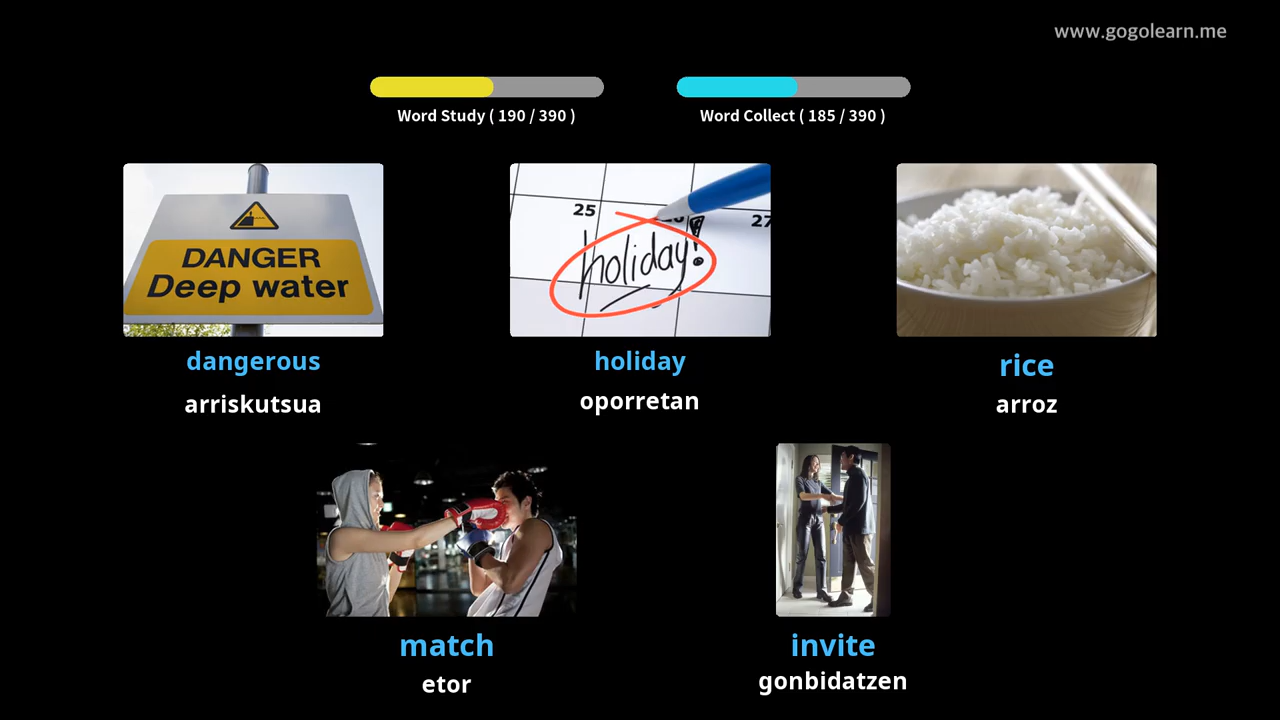 www.gogolearn.me
Word Study ( 190 / 390 )
Word Collect ( 185 / 390 )
DANGER
Deep water
25
27
holiday!
dangerous
holiday
rice
arriskutsua
oporretan
arroz
match
invite
etor
gonbidatzen